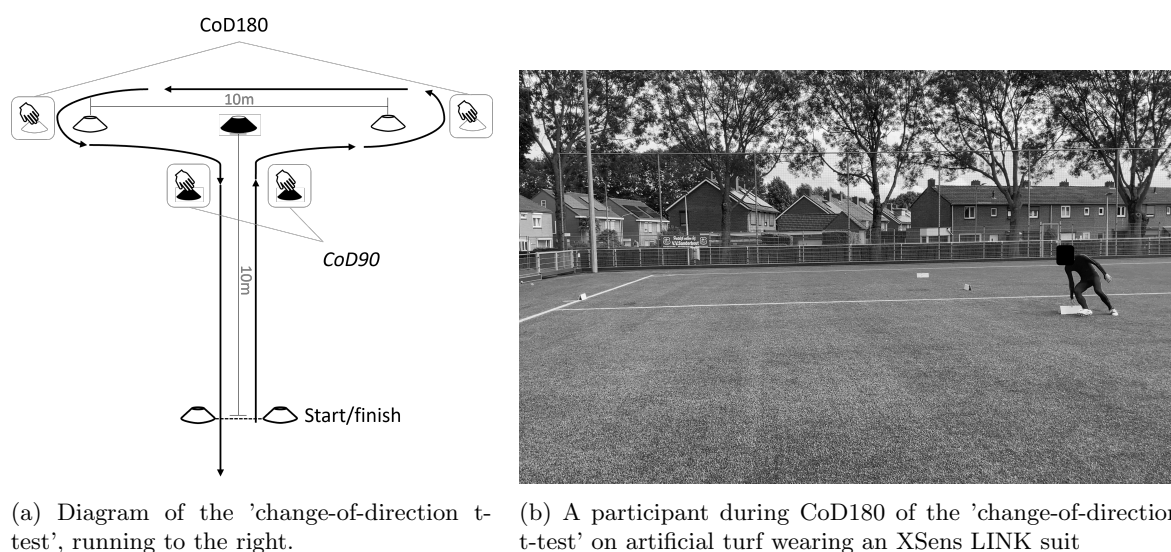 CoD180
10m
CoD90
10m
Start/finish
(a) Diagram of the 'change-of-direction t-
test', running to the right.
(b) A participant during CoD180 of the 'change-of-direction
t-test' on artificial turf wearing an XSens LINK suit